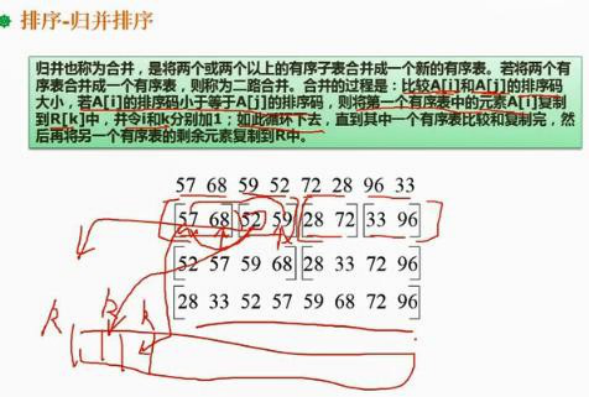 排序-归并排序
归并也称为合并，是将两个或两个以上的有序子表合并成一个新的有序表。若将两个有
序表合并成一个有序表，则称为二路合并。合并的过程是：比较A[i]和A[j]的排序码
大小，若A[i]的排序码小于等于A[j]的排序码，则将第一个有序表中的元素A[i]复制
到R[k]中，并令i和k分别加1；如此循环下去，直到其中一个有序表比较和复制完，然
后再将另一个有序表的剩余元素复制到R中。
57 68 59 52 72 28 96 33
[57 68] [52 59] [28 72] [33 96]
[52 57 59 68] [28 33 72 96]
[28 33 52 57 59 68 72 96]
R k k